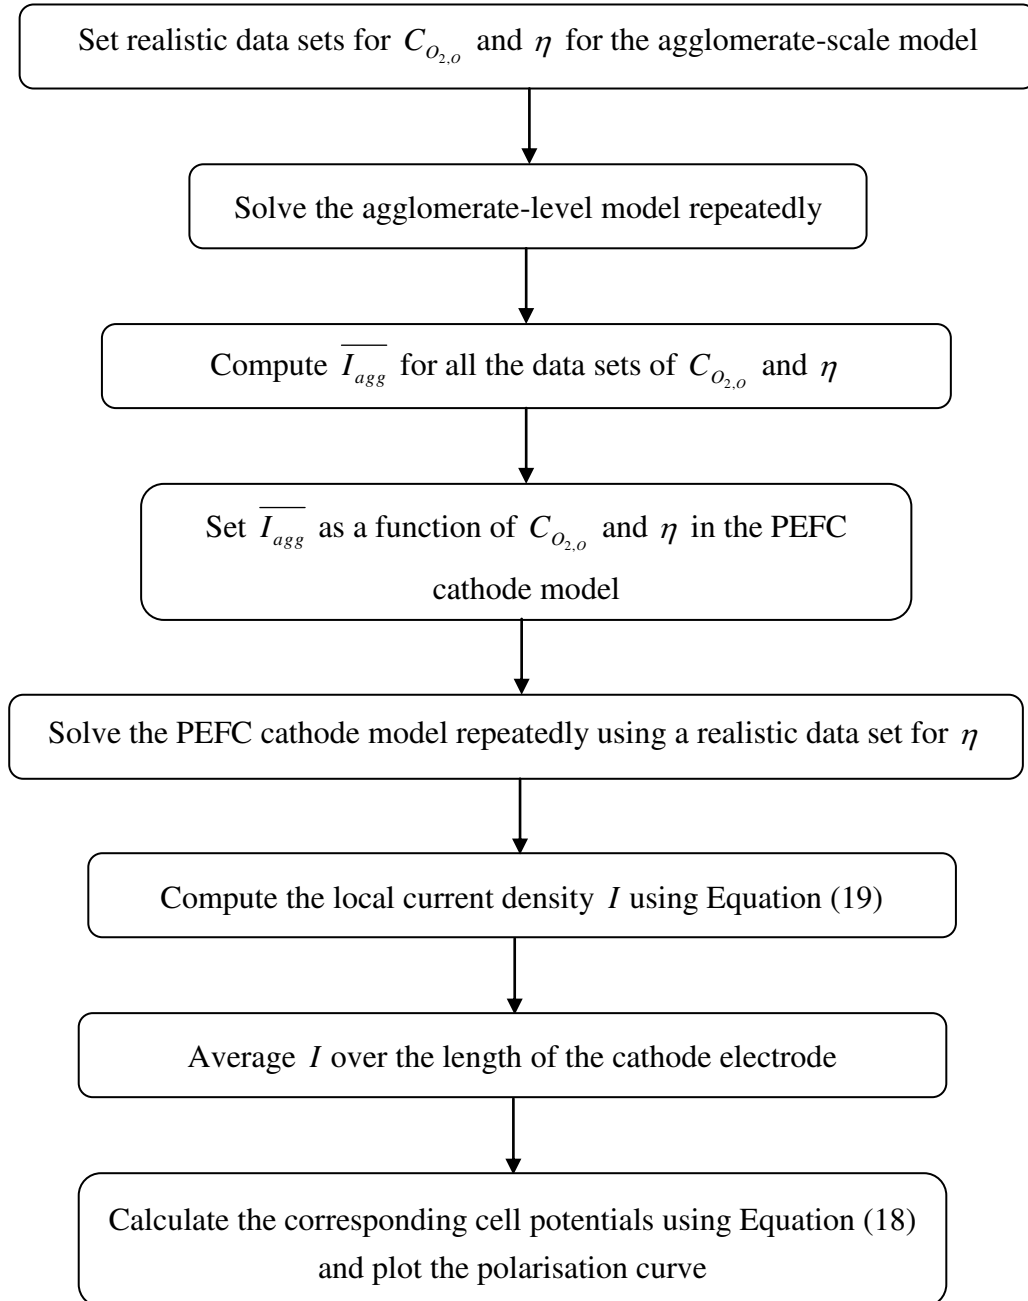 Set realistic data sets for $C_{O_{2,O}}$ and $\eta$ for the agglomerate-scale model
Solve the agglomerate-level model repeatedly
Compute $\overline{I_{agg}}$ for all the data sets of $C_{O_{2,O}}$ and $\eta$
Set $\overline{I_{agg}}$ as a function of $C_{O_{2,O}}$ and $\eta$ in the PEFC
cathode model
Solve the PEFC cathode model repeatedly using a realistic data set for $\eta$
Compute the local current density $I$ using Equation (19)
Average $I$ over the length of the cathode electrode
Calculate the corresponding cell potentials using Equation (18)
and plot the polarisation curve